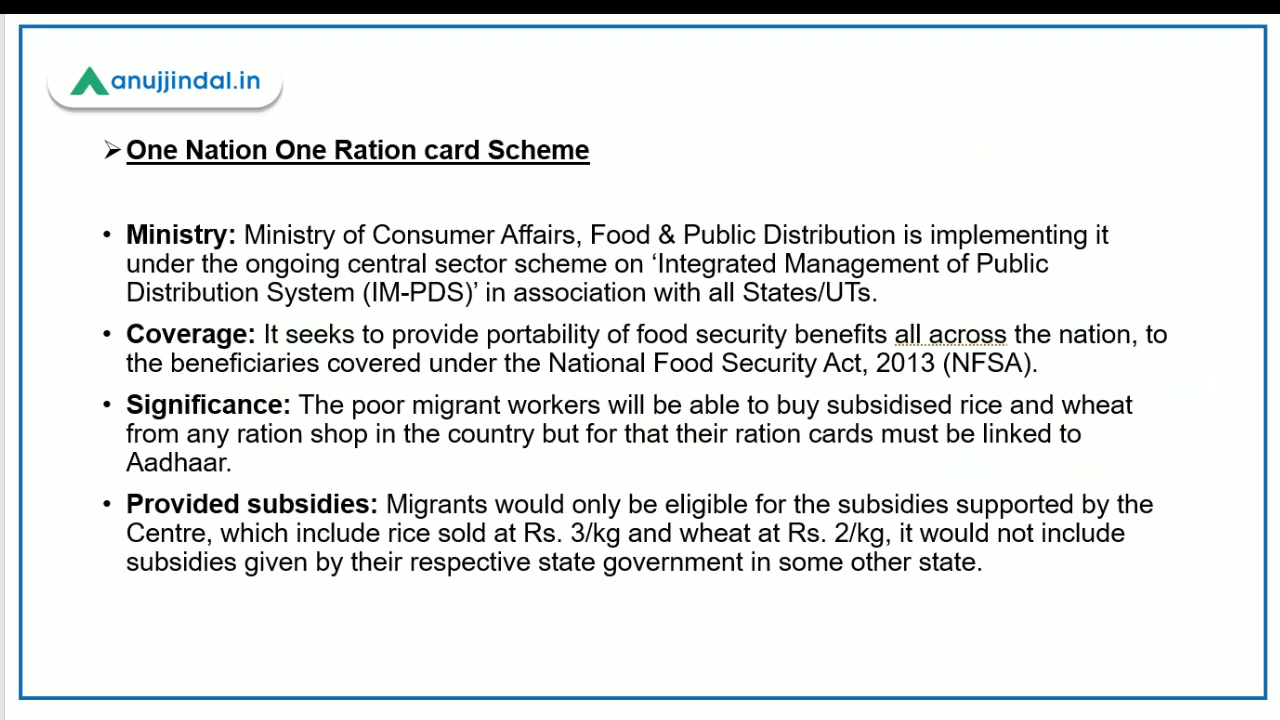 anujjindal.in
➢ One Nation One Ration card Scheme
• Ministry: Ministry of Consumer Affairs, Food & Public Distribution is implementing it
under the ongoing central sector scheme on ‘Integrated Management of Public
Distribution System (IM-PDS)’ in association with all States/UTs.
• Coverage: It seeks to provide portability of food security benefits all across the nation, to
the beneficiaries covered under the National Food Security Act, 2013 (NFSA).
• Significance: The poor migrant workers will be able to buy subsidised rice and wheat
from any ration shop in the country but for that their ration cards must be linked to
Aadhaar.
• Provided subsidies: Migrants would only be eligible for the subsidies supported by the
Centre, which include rice sold at Rs. 3/kg and wheat at Rs. 2/kg, it would not include
subsidies given by their respective state government in some other state.